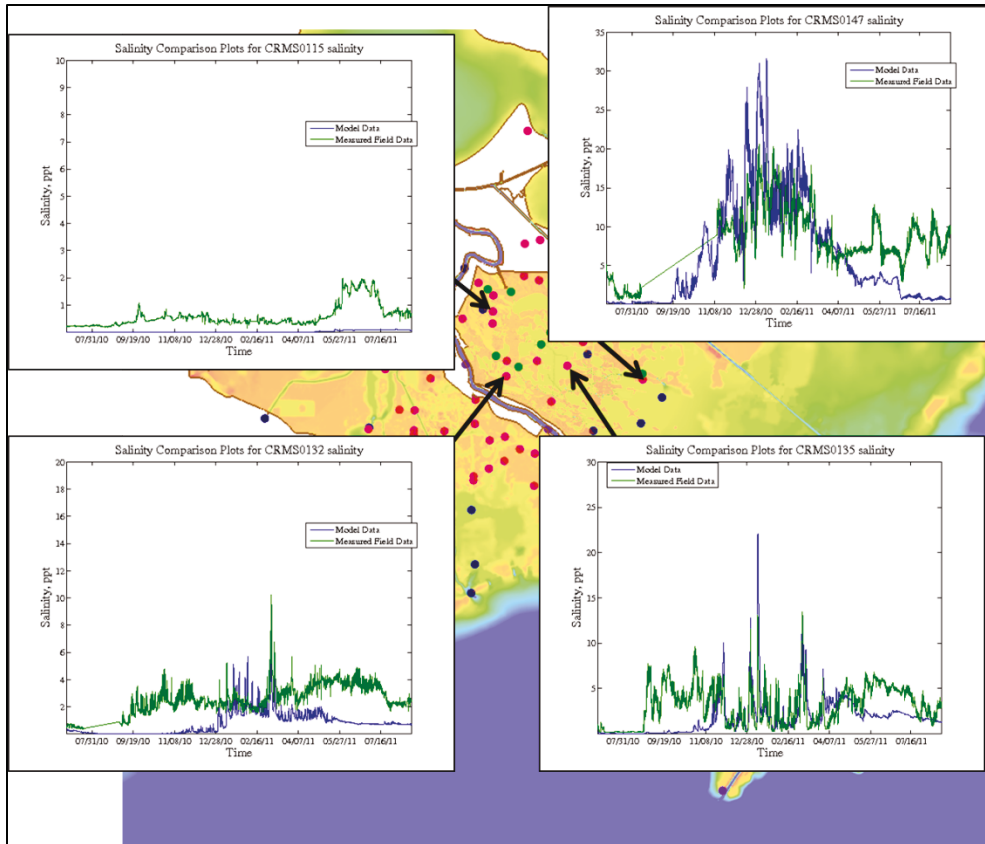 Salinity Comparison Plots for CRMS0115 salinity
10
9
8
7
6
5
4
3
2
1
Salinity, ppt
Model Data
Measured Field Data
07/31/10 09/19/10 11/08/10 12/28/10 02/16/11 04/07/11 05/27/11 07/16/11
Time
Salinity Comparison Plots for CRMS0147 salinity
35
30
25
20
15
10
5
Salinity, ppt
Model Data
Measured Field Data
07/31/10 09/19/10 11/08/10 12/28/10 02/16/11 04/07/11 05/27/11 07/16/11
Time
Salinity Comparison Plots for CRMS0132 salinity
20
18
16
14
12
10
8
6
4
2
Salinity, ppt
Model Data
Measured Field Data
07/31/10 09/19/10 11/08/10 12/28/10 02/16/11 04/07/11 05/27/11 07/16/11
Time
Salinity Comparison Plots for CRMS0135 salinity
30
25
20
15
10
5
Salinity, ppt
Model Data
Measured Field Data
07/31/10 09/19/10 11/08/10 12/28/10 02/16/11 04/07/11 05/27/11 07/16/11
Time